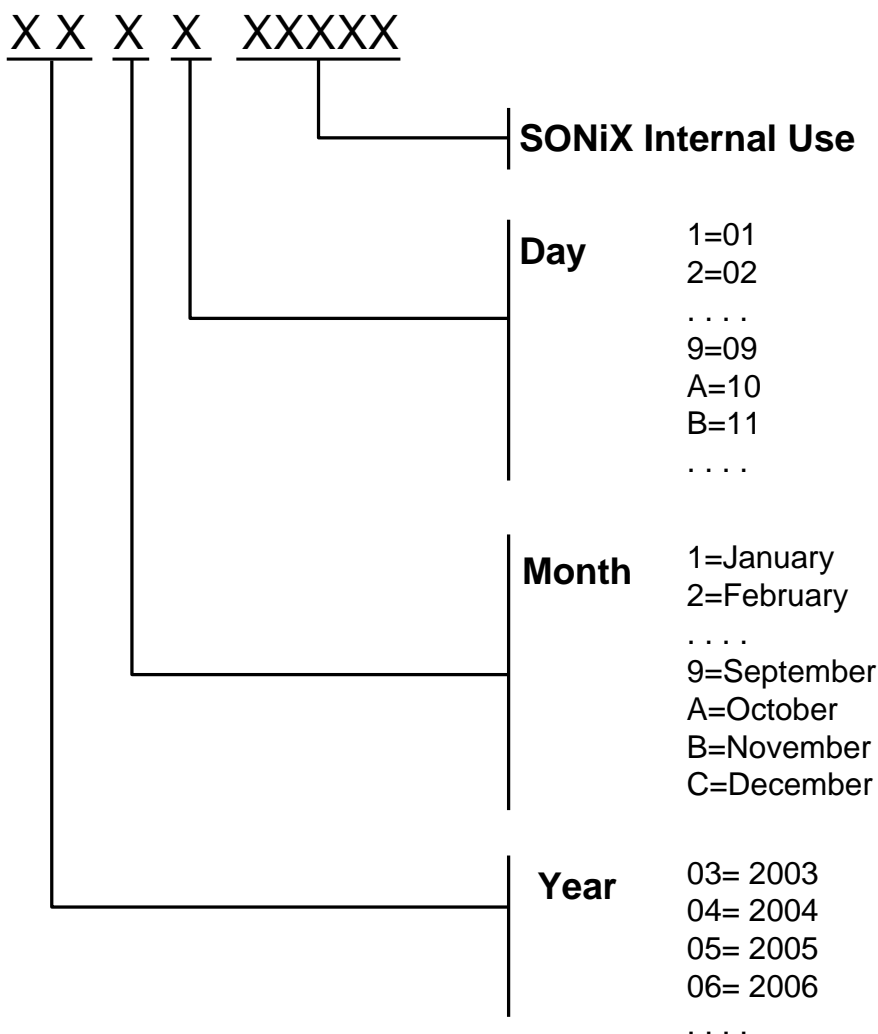 X X X X XXXXX
SONiX Internal Use
Day
1=01
2=02
. . . .
9=09
A=10
B=11
. . . .
Month
1=January
2=February
. . . .
9=September
A=October
B=November
C=December
Year
03= 2003
04= 2004
05= 2005
06= 2006
. . . .